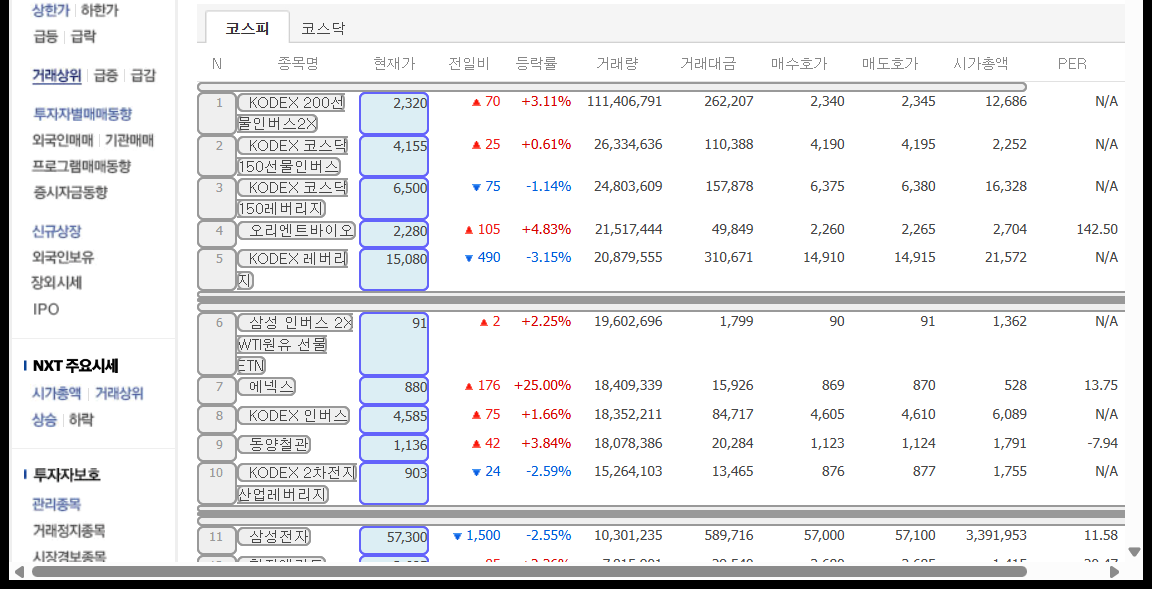 상한가 하한가
급등 급락
거래상위 급증 급감
투자자별매매동향
외국인매매 기관매매
프로그램매매동향
증시자금동향
신규상장
외국인보유
장외시세
IPO
NXT 주요시세
시가총액 거래상위
상승 하락
투자자보호
관리종목
거래정지종목
시장경보종목
코스피 코스닥
N 종목명 현재가 전일비 등락률 거래량 거래대금 매수호가 매도호가 시가총액 PER
1 KODEX 200선 2,320 ▲ 70 +3.11% 111,406,791 262,207 2,340 2,345 12,686 N/A
물인버스2X
2 KODEX 코스닥 4,155 ▲ 25 +0.61% 26,334,636 110,388 4,190 4,195 2,252 N/A
150선물인버스
3 KODEX 코스닥 6,500 ▼ 75 -1.14% 24,803,609 157,878 6,375 6,380 16,328 N/A
150레버리지
4 오리엔트바이오 2,280 ▲ 105 +4.83% 21,517,444 49,849 2,260 2,265 2,704 142.50
5 KODEX 레버리 15,080 ▼ 490 -3.15% 20,879,555 310,671 14,910 14,915 21,572 N/A
지
6 삼성 인버스 2X 91 ▲ 2 +2.25% 19,602,696 1,799 90 91 1,362 N/A
WTI원유 선물
ETN
7 에넥스 880 ▲ 176 +25.00% 18,409,339 15,926 869 870 528 13.75
8 KODEX 인버스 4,585 ▲ 75 +1.66% 18,352,211 84,717 4,605 4,610 6,089 N/A
9 동양철관 1,136 ▲ 42 +3.84% 18,078,386 20,284 1,123 1,124 1,791 -7.94
10 KODEX 2차전지 903 ▼ 24 -2.59% 15,264,103 13,465 876 877 1,755 N/A
산업레버리지
11 삼성전자 57,300 ▼ 1,500 -2.55% 10,301,235 589,716 57,000 57,100 3,391,953 11.58